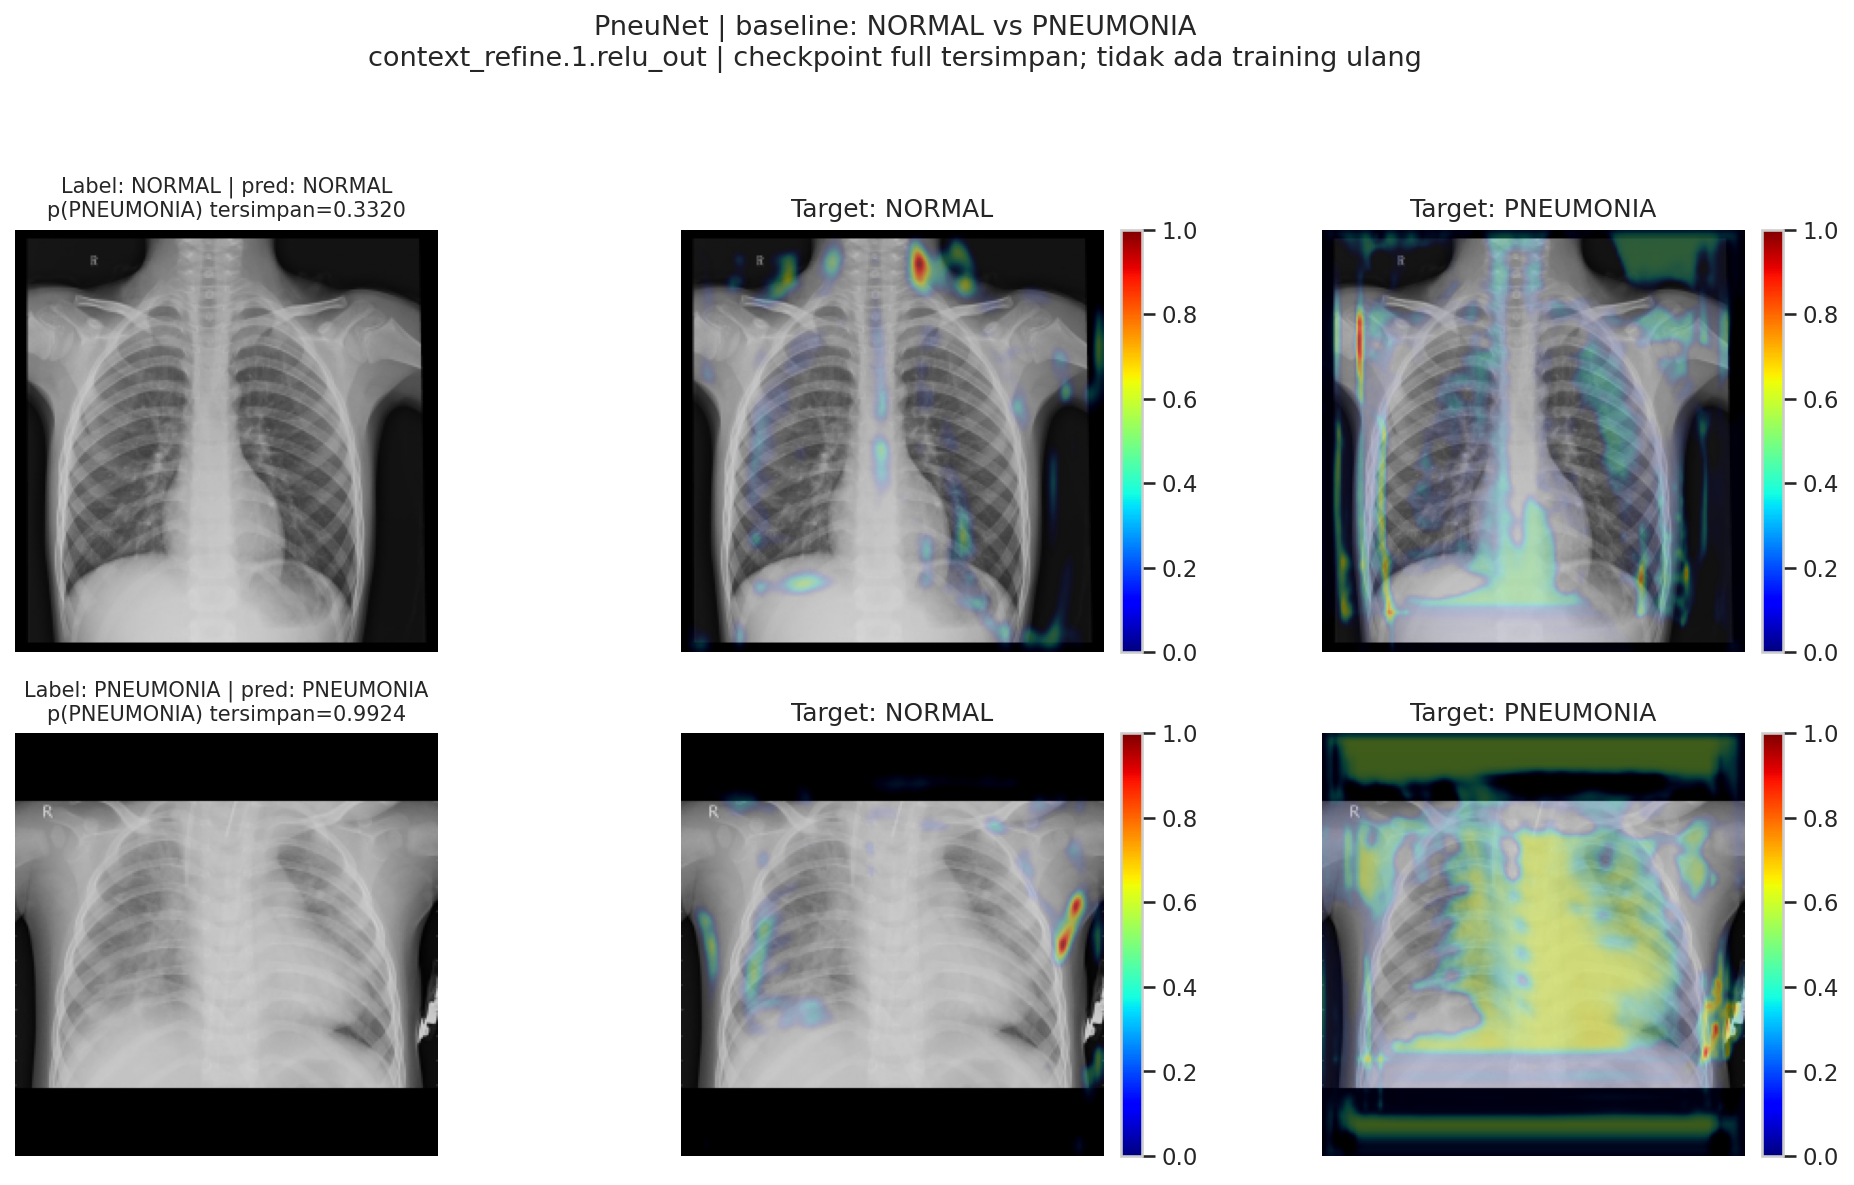 PneuNet | baseline: NORMAL vs PNEUMONIA
context_refine.1.relu_out | checkpoint full tersimpan; tidak ada training ulang
Label: NORMAL | pred: NORMAL
p(PNEUMONIA) tersimpan=0.3320
R
Target: NORMAL
R
1.0
0.8
0.6
0.4
0.2
0.0
Target: PNEUMONIA
R
1.0
0.8
0.6
0.4
0.2
0.0
Label: PNEUMONIA | pred: PNEUMONIA
p(PNEUMONIA) tersimpan=0.9924
R
Target: NORMAL
R
1.0
0.8
0.6
0.4
0.2
0.0
Target: PNEUMONIA
R
1.0
0.8
0.6
0.4
0.2
0.0